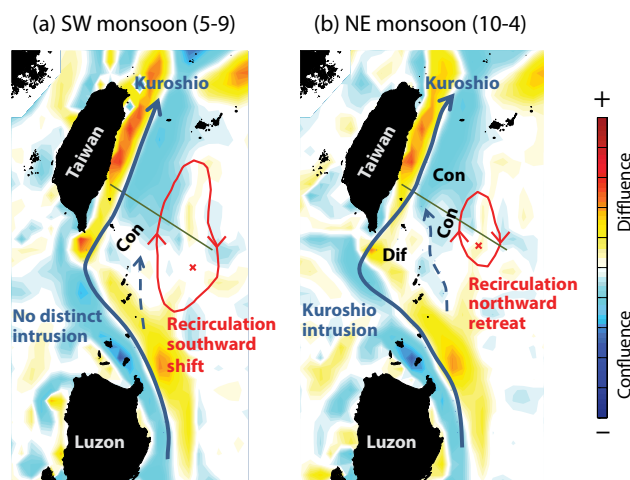 (a) SW monsoon (5-9)
Kuroshio
Taiwan
Con
No distinct
intrusion
Recirculation
southward
shift
Luzon
(b) NE monsoon (10-4)
Kuroshio
Taiwan
Con
Con
Dif
Kuroshio
intrusion
Recirculation
northward
retreat
Luzon
+
Diffluence
Confluence
−